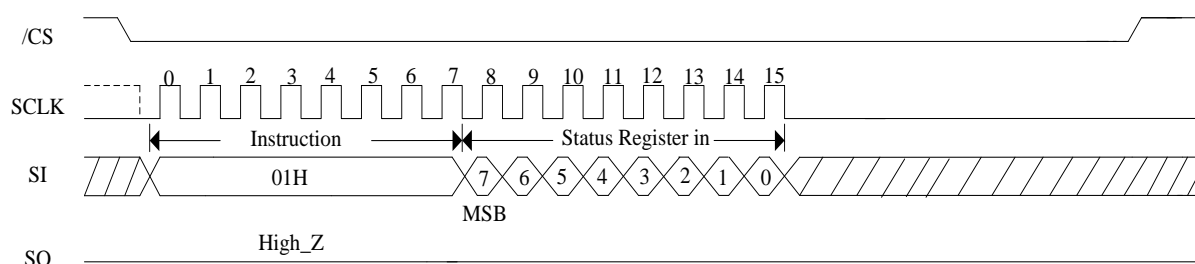 /CS
0 1 2 3 4 5 6 7 8 9 10 11 12 13 14 15
SCLK
Instruction Status Register in
SI 01H 7 6 5 4 3 2 1 0
MSB
High_Z
SO